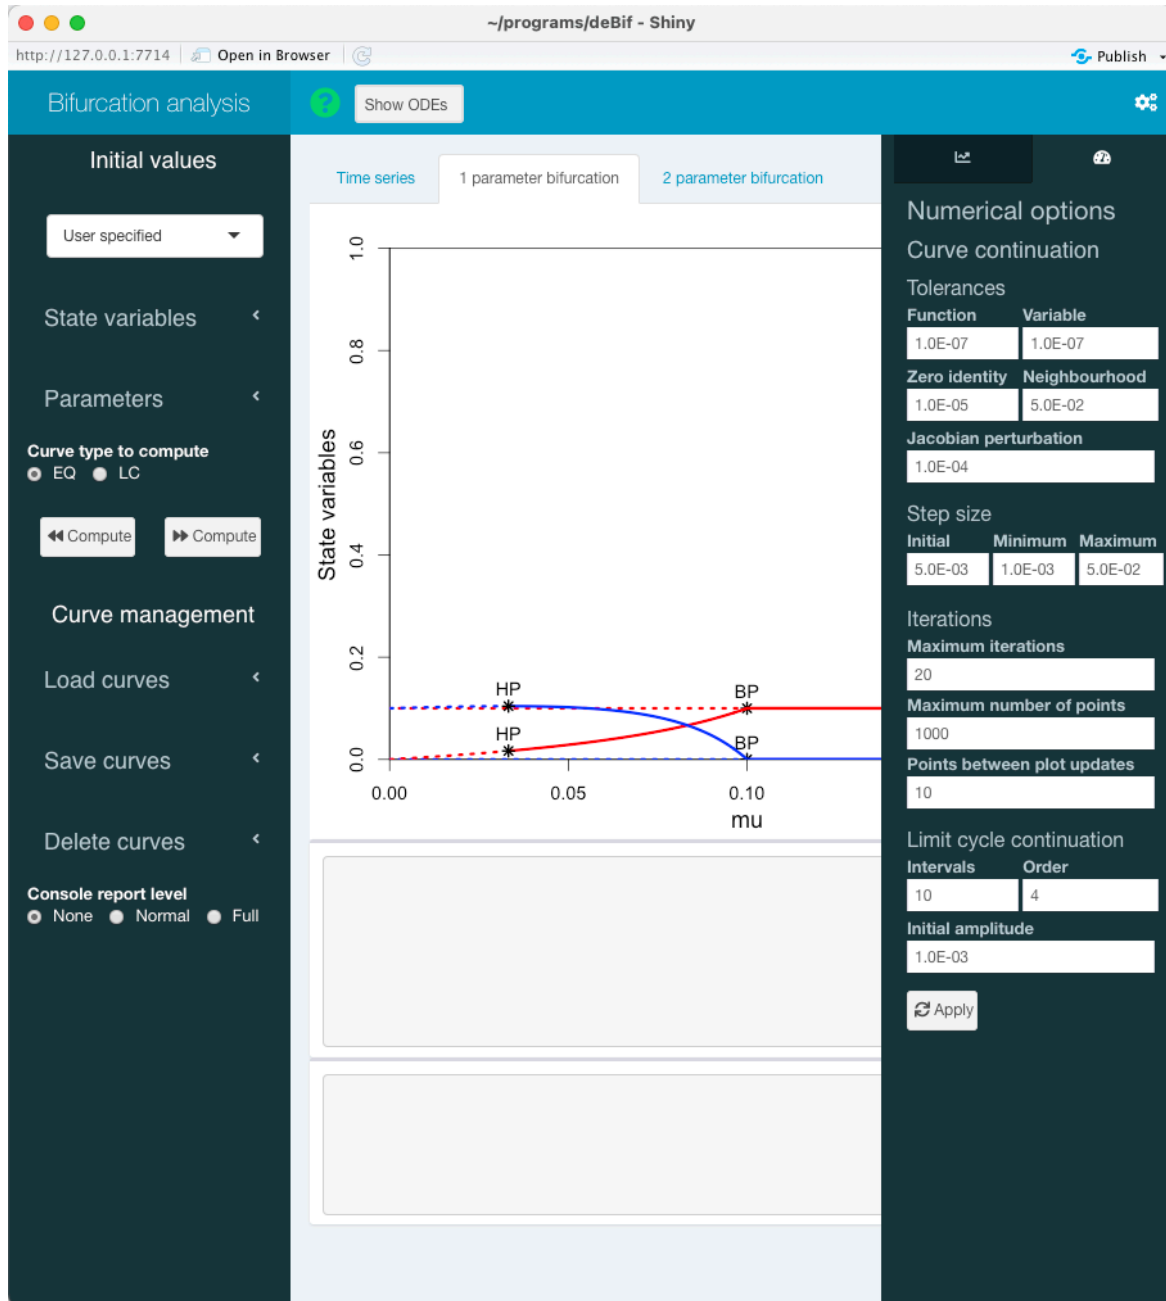 ~/programs/deBif - Shiny
http://127.0.0.1:7714 Open in Browser Publish
Bifurcation analysis
Show ODEs
Initial values
User specified
State variables
Parameters
Curve type to compute
EQ LC
Compute Compute
Curve management
Load curves
Save curves
Delete curves
Console report level
None Normal Full
Time series 1 parameter bifurcation 2 parameter bifurcation
1.0
0.8
0.6
0.4
0.2
0.0
State variables
HP
BP
HP
BP
0.00 0.05 0.10
mu
Numerical options
Curve continuation
Tolerances
Function Variable
1.0E-07 1.0E-07
Zero identity Neighbourhood
1.0E-05 5.0E-02
Jacobian perturbation
1.0E-04
Step size
Initial Minimum Maximum
5.0E-03 1.0E-03 5.0E-02
Iterations
Maximum iterations
20
Maximum number of points
1000
Points between plot updates
10
Limit cycle continuation
Intervals Order
10 4
Initial amplitude
1.0E-03
Apply